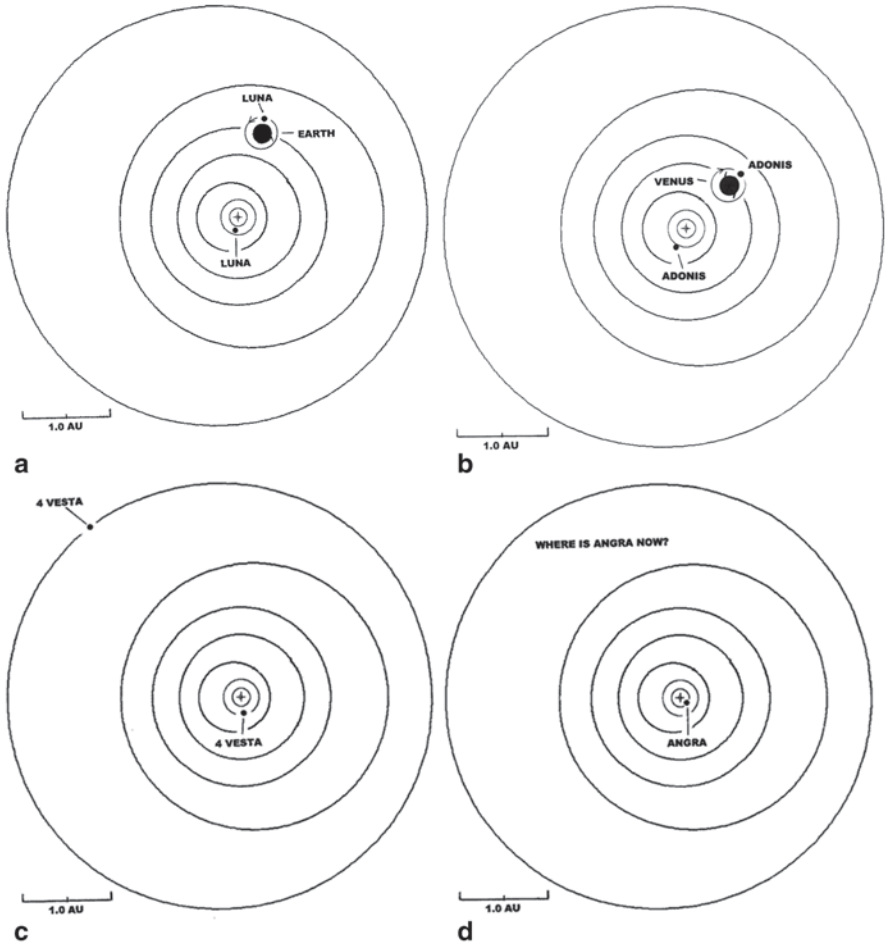 LUNA
EARTH
LUNA
1.0 AU
a
ADONIS
VENUS
ADONIS
1.0 AU
b
4 VESTA
4 VESTA
1.0 AU
c
WHERE IS ANGRA NOW?
ANGRA
1.0 AU
d